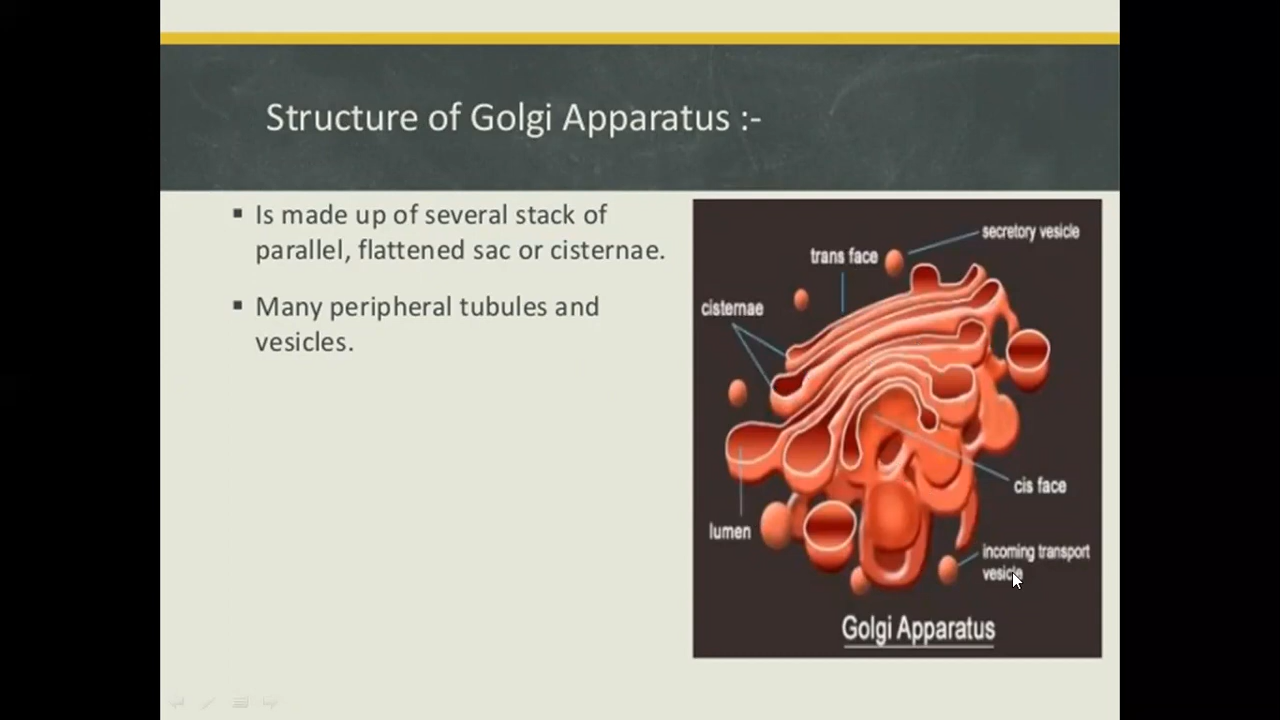 Structure of Golgi Apparatus :-
▪ Is made up of several stack of
parallel, flattened sac or cisternae.
▪ Many peripheral tubules and
vesicles.
secretory vesicle
trans face
cisternae
cis face
lumen
incoming transport
vesicle
Golgi Apparatus